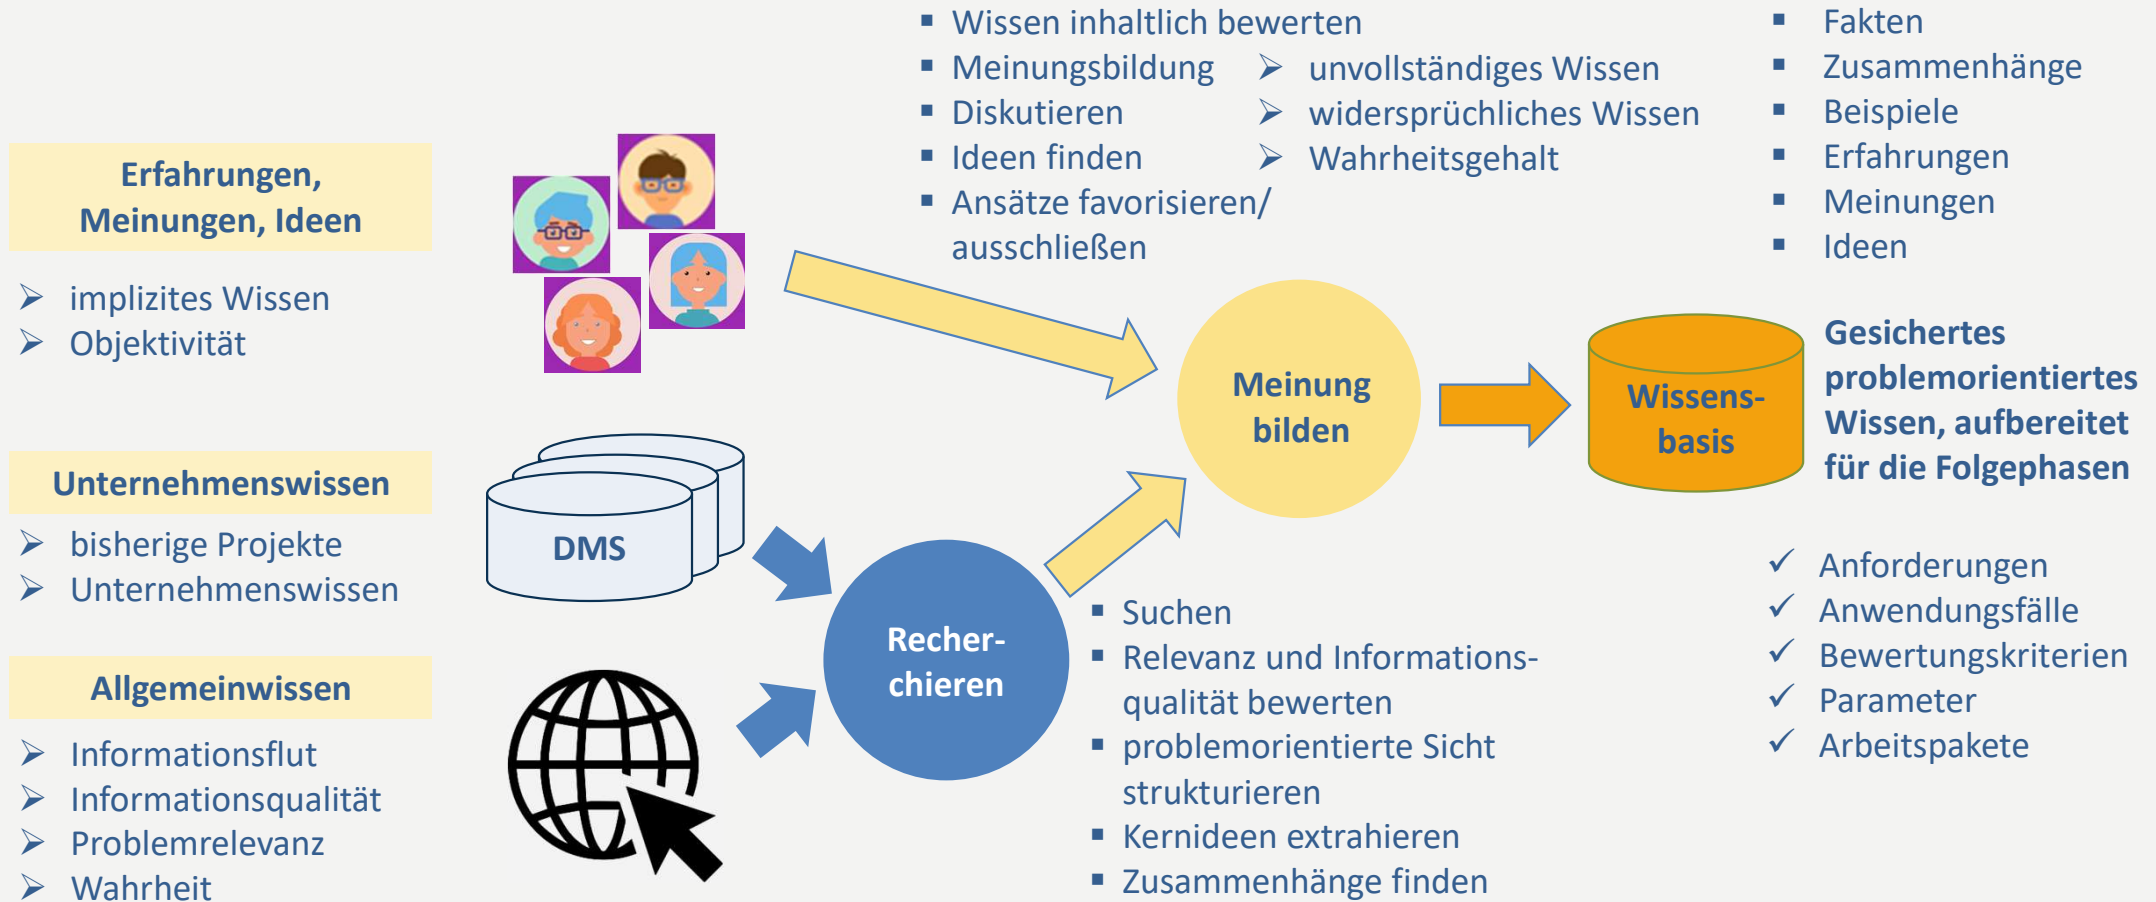 Erfahrungen,
Meinungen, Ideen
➢ implizites Wissen
➢ Objektivität
Unternehmenswissen
➢ bisherige Projekte
➢ Unternehmenswissen
Allgemeinwissen
➢ Informationsflut
➢ Informationsqualität
➢ Problemrelevanz
➢ Wahrheit
DMS
Recher-
chieren
▪ Suchen
▪ Relevanz und Informations-
qualität bewerten
▪ problemorientierte Sicht
strukturieren
▪ Kernideen extrahieren
▪ Zusammenhänge finden
▪ Wissen inhaltlich bewerten
▪ Meinungsbildung
▪ Diskutieren
▪ Ideen finden
▪ Ansätze favorisieren/
ausschließen
➢ unvollständiges Wissen
➢ widersprüchliches Wissen
➢ Wahrheitsgehalt
Meinung
bilden
Wissens-
basis
▪ Fakten
▪ Zusammenhänge
▪ Beispiele
▪ Erfahrungen
▪ Meinungen
▪ Ideen
Gesichertes
problemorientiertes
Wissen, aufbereitet
für die Folgephasen
✓ Anforderungen
✓ Anwendungsfälle
✓ Bewertungskriterien
✓ Parameter
✓ Arbeitspakete